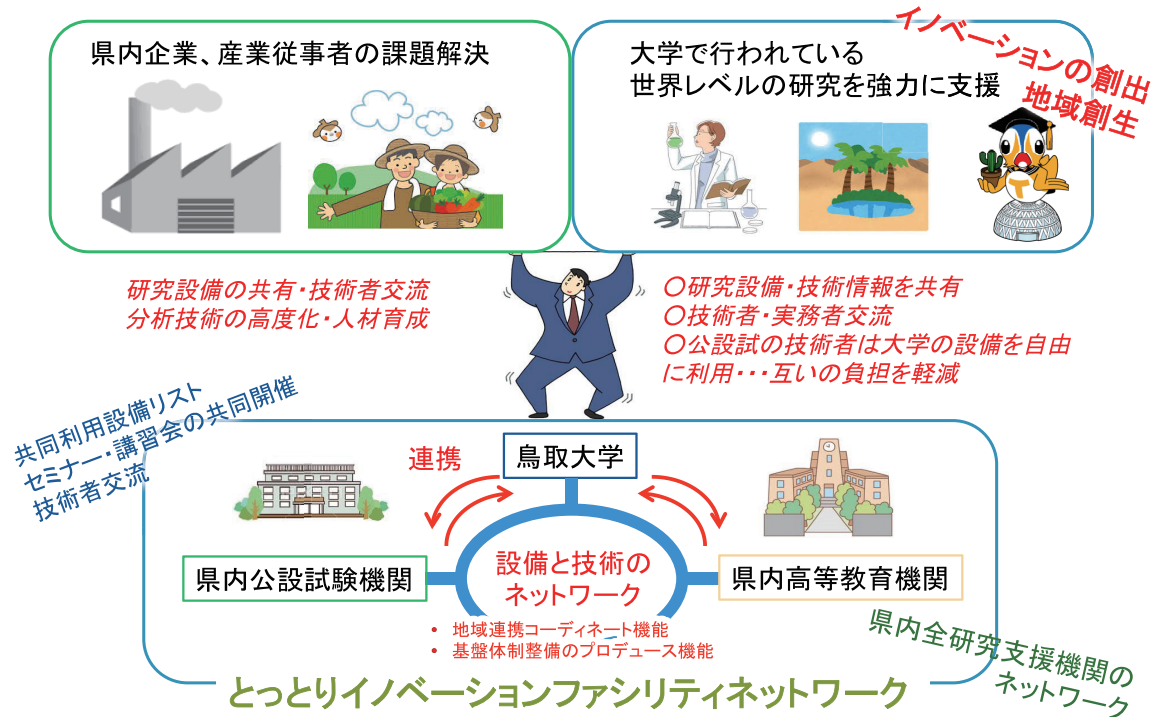 県内企業、産業従事者の課題解決
大学で行われている
世界レベルの研究を強力に支援
イノベーションの創出
地域創生
T
研究設備の共有・技術者交流
分析技術の高度化・人材育成
〇研究設備・技術情報を共有
〇技術者・実務者交流
〇公設試の技術者は大学の設備を自由
に利用・・・互いの負担を軽減
共同利用設備リスト
セミナー・講習会の共同開催
技術者交流
連携
鳥取大学
県内公設試験機関
設備と技術の
ネットワーク
県内高等教育機関
• 地域連携コーディネート機能
• 基盤体制整備のプロデュース機能
県内全研究支援機関の
ネットワーク
とっとりイノベーションファシリティネットワーク